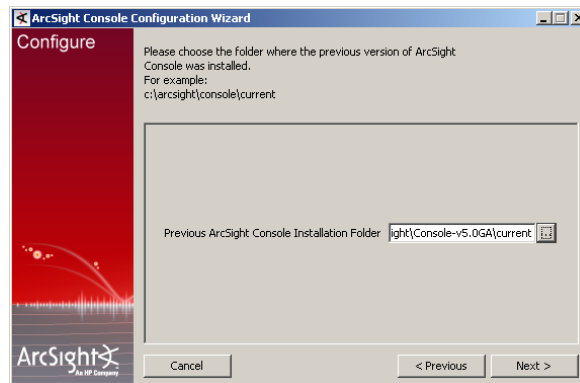 ArcSight Console Configuration Wizard
Configure
Please choose the folder where the previous version of ArcSight
Console was installed.
For example:
c:\arcsight\console\current
Previous ArcSight Console Installation Folder ight\Console-v5.0GA\current ...
ArcSight
An HP Company
Cancel < Previous Next >